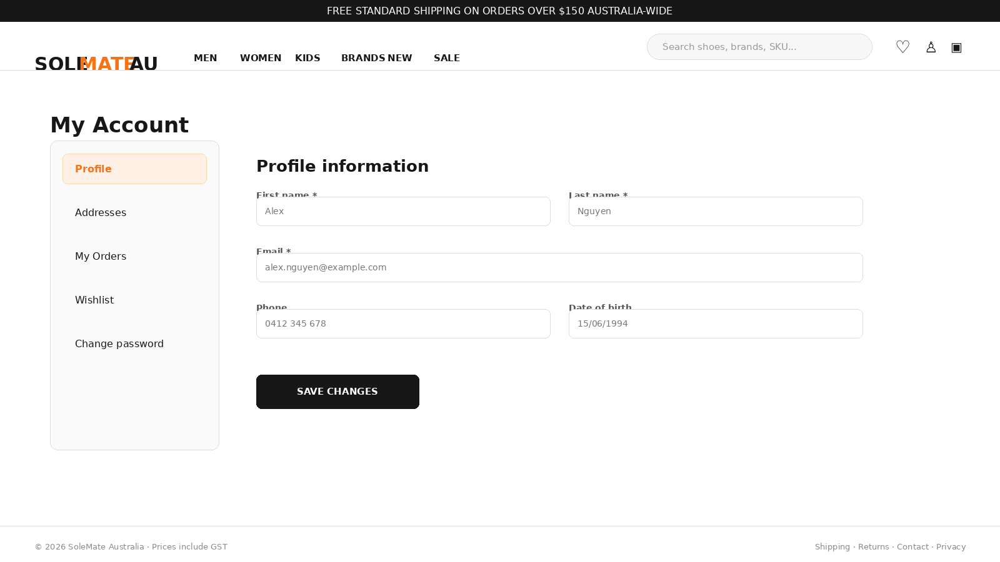 FREE STANDARD SHIPPING ON ORDERS OVER $150 AUSTRALIA-WIDE
SOLEMATEAU
MEN WOMEN KIDS BRANDS NEW SALE
Search shoes, brands, SKU...
My Account
Profile
Addresses
My Orders
Wishlist
Change password
Profile information
First name * Last name *
Alex Nguyen
Email *
alex.nguyen@example.com
Phone Date of birth
0412 345 678 15/06/1994
SAVE CHANGES
© 2026 SoleMate Australia · Prices include GST
Shipping · Returns · Contact · Privacy